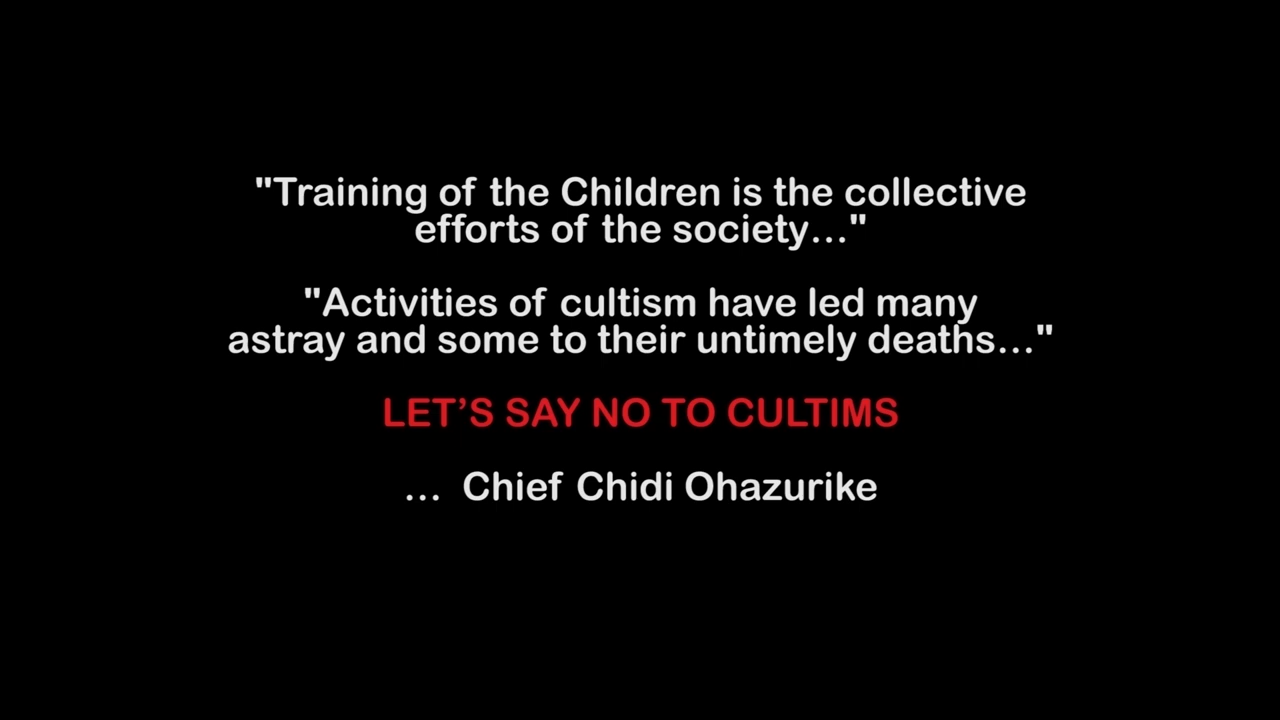 "Training of the Children is the collective
efforts of the society..."
"Activities of cultism have led many
astray and some to their untimely deaths..."
LET’S SAY NO TO CULTIMS
... Chief Chidi Ohazurike